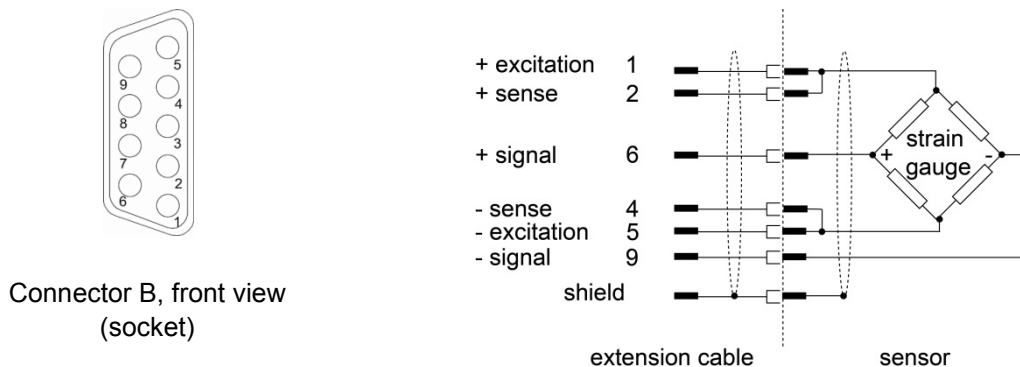 5
9
4
8
3
7
2
6
1
Connector B, front view
(socket)
+ excitation 1
+ sense 2
+ signal 6
- sense 4
- excitation 5
- signal 9
shield
+ strain -
gauge
extension cable
sensor